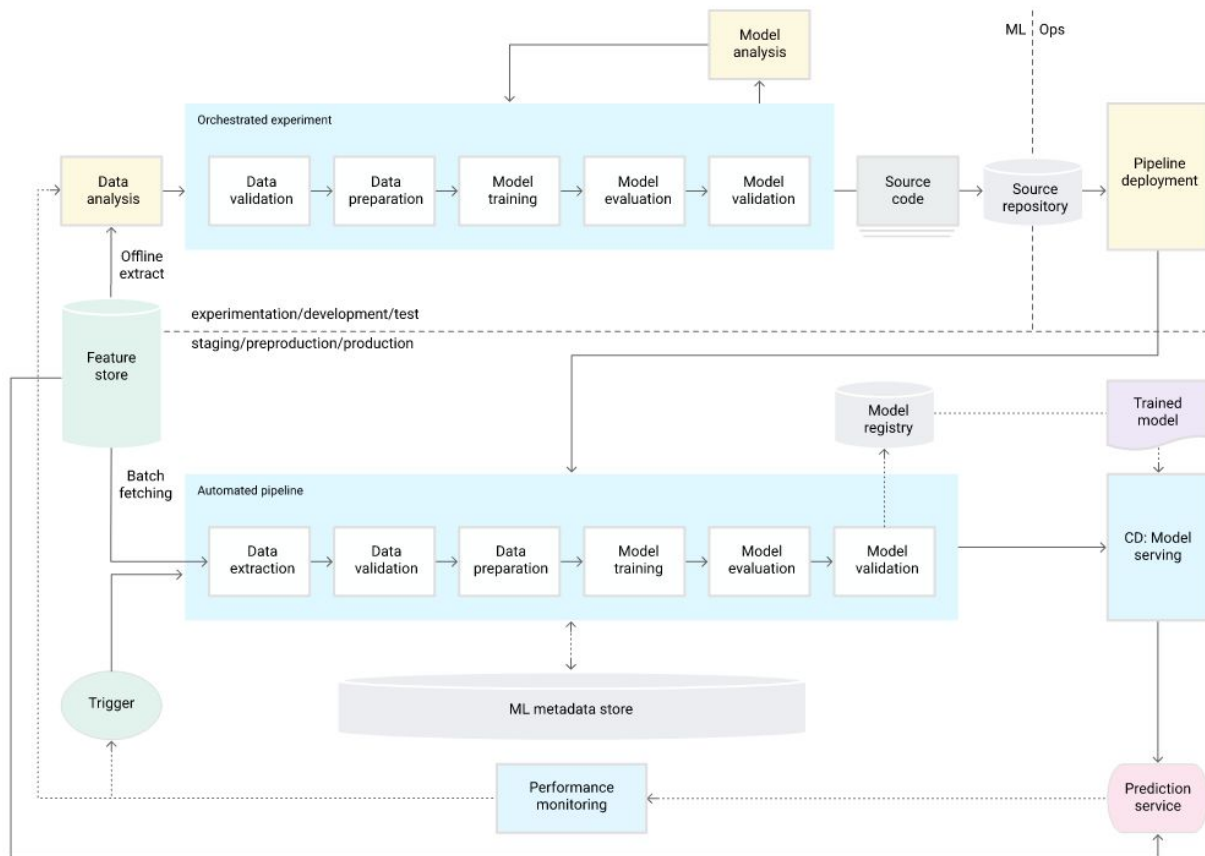 Model
analysis
ML
Ops
Orchestrated experiment
Data
analysis
Data
validation
Data
preparation
Model
training
Model
evaluation
Model
validation
Source
code
Source
repository
Pipeline
deployment
Offline
extract
experimentation/development/test
staging/preproduction/production
Feature
store
Model
registry
Trained
model
Batch
fetching
Automated pipeline
Data
extraction
Data
validation
Data
preparation
Model
training
Model
evaluation
Model
validation
CD: Model
serving
Trigger
ML metadata store
Performance
monitoring
Prediction
service